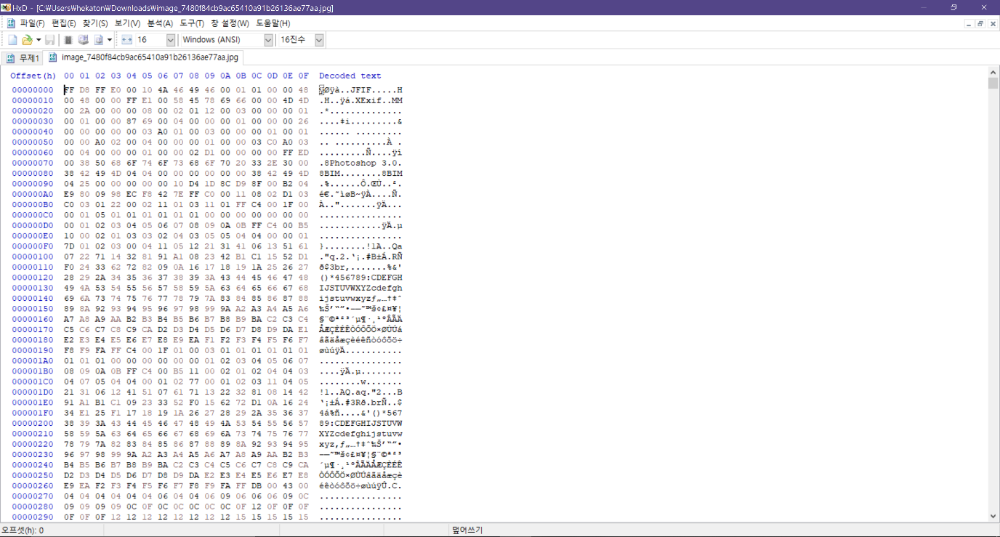 HxD - [C:₩Users₩hekaton₩Downloads₩image_7480f84cb9ac65410a91b26136ae77aa.jpg]
파일(F) 편집(E) 찾기(S) 보기(V) 분석(A) 도구(T) 창 설정(W) 도움말(H)
16 Windows (ANSI) 16진수
무제1 image_7480f84cb9ac65410a91b26136ae77aa.jpg
Offset(h) 00 01 02 03 04 05 06 07 08 09 0A 0B 0C 0D 0E 0F Decoded text
00000000 FF D8 FF E0 00 10 4A 46 49 46 00 01 01 00 00 48 ÿØÿà..JFIF.....H
00000010 00 48 00 00 FF E1 00 58 45 78 69 66 00 00 4D 4D .H..ÿá.XExif..MM
00000020 00 2A 00 00 00 08 00 02 01 12 00 03 00 00 00 01 .*..............
00000030 00 01 00 00 87 69 00 04 00 00 00 01 00 00 00 26 ....‡i.........&
00000040 00 00 00 00 00 03 A0 01 00 03 00 00 00 01 00 01 ...... .........
00000050 00 00 A0 02 00 04 00 00 00 01 00 00 03 C0 A0 03 .. ..........À .
00000060 00 04 00 00 00 01 00 00 02 D1 00 00 00 00 FF ED .........Ñ....ÿí
00000070 00 38 50 68 6F 74 6F 73 68 6F 70 20 33 2E 30 00 .8Photoshop 3.0.
00000080 38 42 49 4D 04 04 00 00 00 00 00 00 38 42 49 4D 8BIM........8BIM
00000090 04 25 00 00 00 00 00 10 D4 1D 8C D9 8F 00 B2 04 .%......Ô.ŒÙ..².
000000A0 E9 80 09 98 EC F8 42 7E FF C0 00 11 08 02 D1 03 é€.˜ìøB~ÿÀ....Ñ.
000000B0 C0 03 01 22 00 02 11 01 03 11 01 FF C4 00 1F 00 À..".......ÿÄ...
000000C0 00 01 05 01 01 01 01 01 01 00 00 00 00 00 00 00 ................
000000D0 00 01 02 03 04 05 06 07 08 09 0A 0B FF C4 00 B5 ............ÿÄ.µ
000000E0 10 00 02 01 03 03 02 04 03 05 05 04 04 00 00 01 ................
000000F0 7D 01 02 03 00 04 11 05 12 21 31 41 06 13 51 61 }........!1A..Qa
00000100 07 22 71 14 32 81 91 A1 08 23 42 B1 C1 15 52 D1 ."q.2.‘¡.#B±Á.RÑ
00000110 F0 24 33 62 72 82 09 0A 16 17 18 19 1A 25 26 27 ð$3br‚.......%&'
00000120 28 29 2A 34 35 36 37 38 39 3A 43 44 45 46 47 48 ()*456789:CDEFGH
00000130 49 4A 53 54 55 56 57 58 59 5A 63 64 65 66 67 68 IJSTUVWXYZcdefgh
00000140 69 6A 73 74 75 76 77 78 79 7A 83 84 85 86 87 88 ijstuvwxyzƒ„…†‡ˆ
00000150 89 8A 92 93 94 95 96 97 98 99 9A A2 A3 A4 A5 A6 ‰Š’“”•–—˜™š¢£¤¥¦
00000160 A7 A8 A9 AA B2 B3 B4 B5 B6 B7 B8 B9 BA C2 C3 C4 §¨©ª²³´µ¶·¸¹ºÂÃÄ
00000170 C5 C6 C7 C8 C9 CA D2 D3 D4 D5 D6 D7 D8 D9 DA E1 ÅÆÇÈÉÊÒÓÔÕÖ×ØÙÚá
00000180 E2 E3 E4 E5 E6 E7 E8 E9 EA F1 F2 F3 F4 F5 F6 F7 âãäåæçèéêñòóôõö÷
00000190 F8 F9 FA FF C4 00 1F 01 00 03 01 01 01 01 01 01 øùúÿÄ...........
000001A0 01 01 01 00 00 00 00 00 00 01 02 03 04 05 06 07 ................
000001B0 08 09 0A 0B FF C4 00 B5 11 00 02 01 02 04 04 03 ....ÿÄ.µ........
000001C0 04 07 05 04 04 00 01 02 77 00 01 02 03 11 04 05 ........w.......
000001D0 21 31 06 12 41 51 07 61 71 13 22 32 81 08 14 42 !1..AQ.aq."2...B
000001E0 91 A1 B1 C1 09 23 33 52 F0 15 62 72 D1 0A 16 24 ‘¡±Á.#3Rð.brÑ..$
000001F0 34 E1 25 F1 17 18 19 1A 26 27 28 29 2A 35 36 37 4á%ñ....&'()*567
00000200 38 39 3A 43 44 45 46 47 48 49 4A 53 54 55 56 57 89:CDEFGHIJSTUVW
00000210 58 59 5A 63 64 65 66 67 68 69 6A 73 74 75 76 77 XYZcdefghijstuvw
00000220 78 79 7A 82 83 84 85 86 87 88 89 8A 92 93 94 95 xyz‚ƒ„…†‡ˆ‰Š’“”•
00000230 96 97 98 99 9A A2 A3 A4 A5 A6 A7 A8 A9 AA B2 B3 –—˜™š¢£¤¥¦§¨©ª²³
00000240 B4 B5 B6 B7 B8 B9 BA C2 C3 C4 C5 C6 C7 C8 C9 CA ´µ¶·¸¹ºÂÃÄÅÆÇÈÉÊ
00000250 D2 D3 D4 D5 D6 D7 D8 D9 DA E2 E3 E4 E5 E6 E7 E8 ÒÓÔÕÖ×ØÙÚâãäåæçè
00000260 E9 EA F2 F3 F4 F5 F6 F7 F8 F9 FA FF DB 00 43 00 éêòóôõö÷øùúÿÛ.C.
00000270 04 04 04 04 04 04 06 04 04 06 09 06 06 06 09 0C ................
00000280 09 09 09 09 0C 0F 0C 0C 0C 0C 0C 0F 12 0F 0F 0F ................
00000290 0F 0F 0F 12 12 12 12 12 12 12 12 15 15 15 15 15 ................
오프셋(h): 0 덮어쓰기